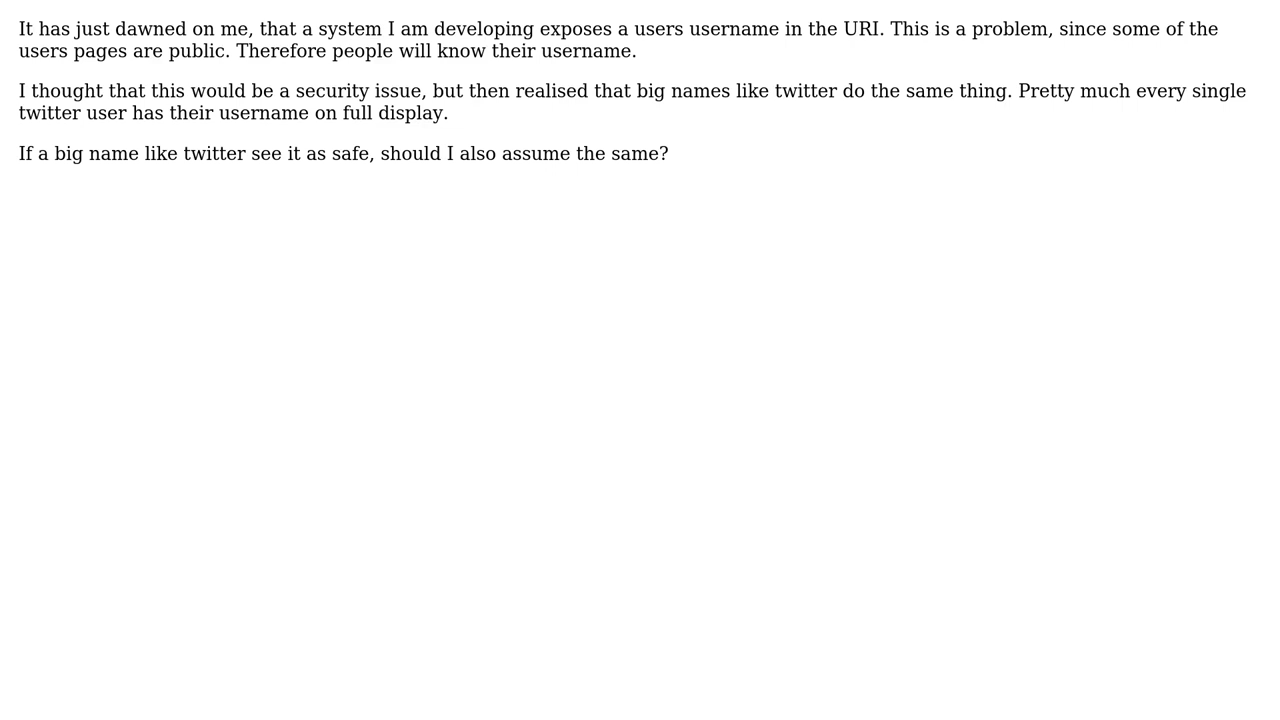 It has just dawned on me, that a system I am developing exposes a users username in the URI. This is a problem, since some of the
users pages are public. Therefore people will know their username.
I thought that this would be a security issue, but then realised that big names like twitter do the same thing. Pretty much every single
twitter user has their username on full display.
If a big name like twitter see it as safe, should I also assume the same?